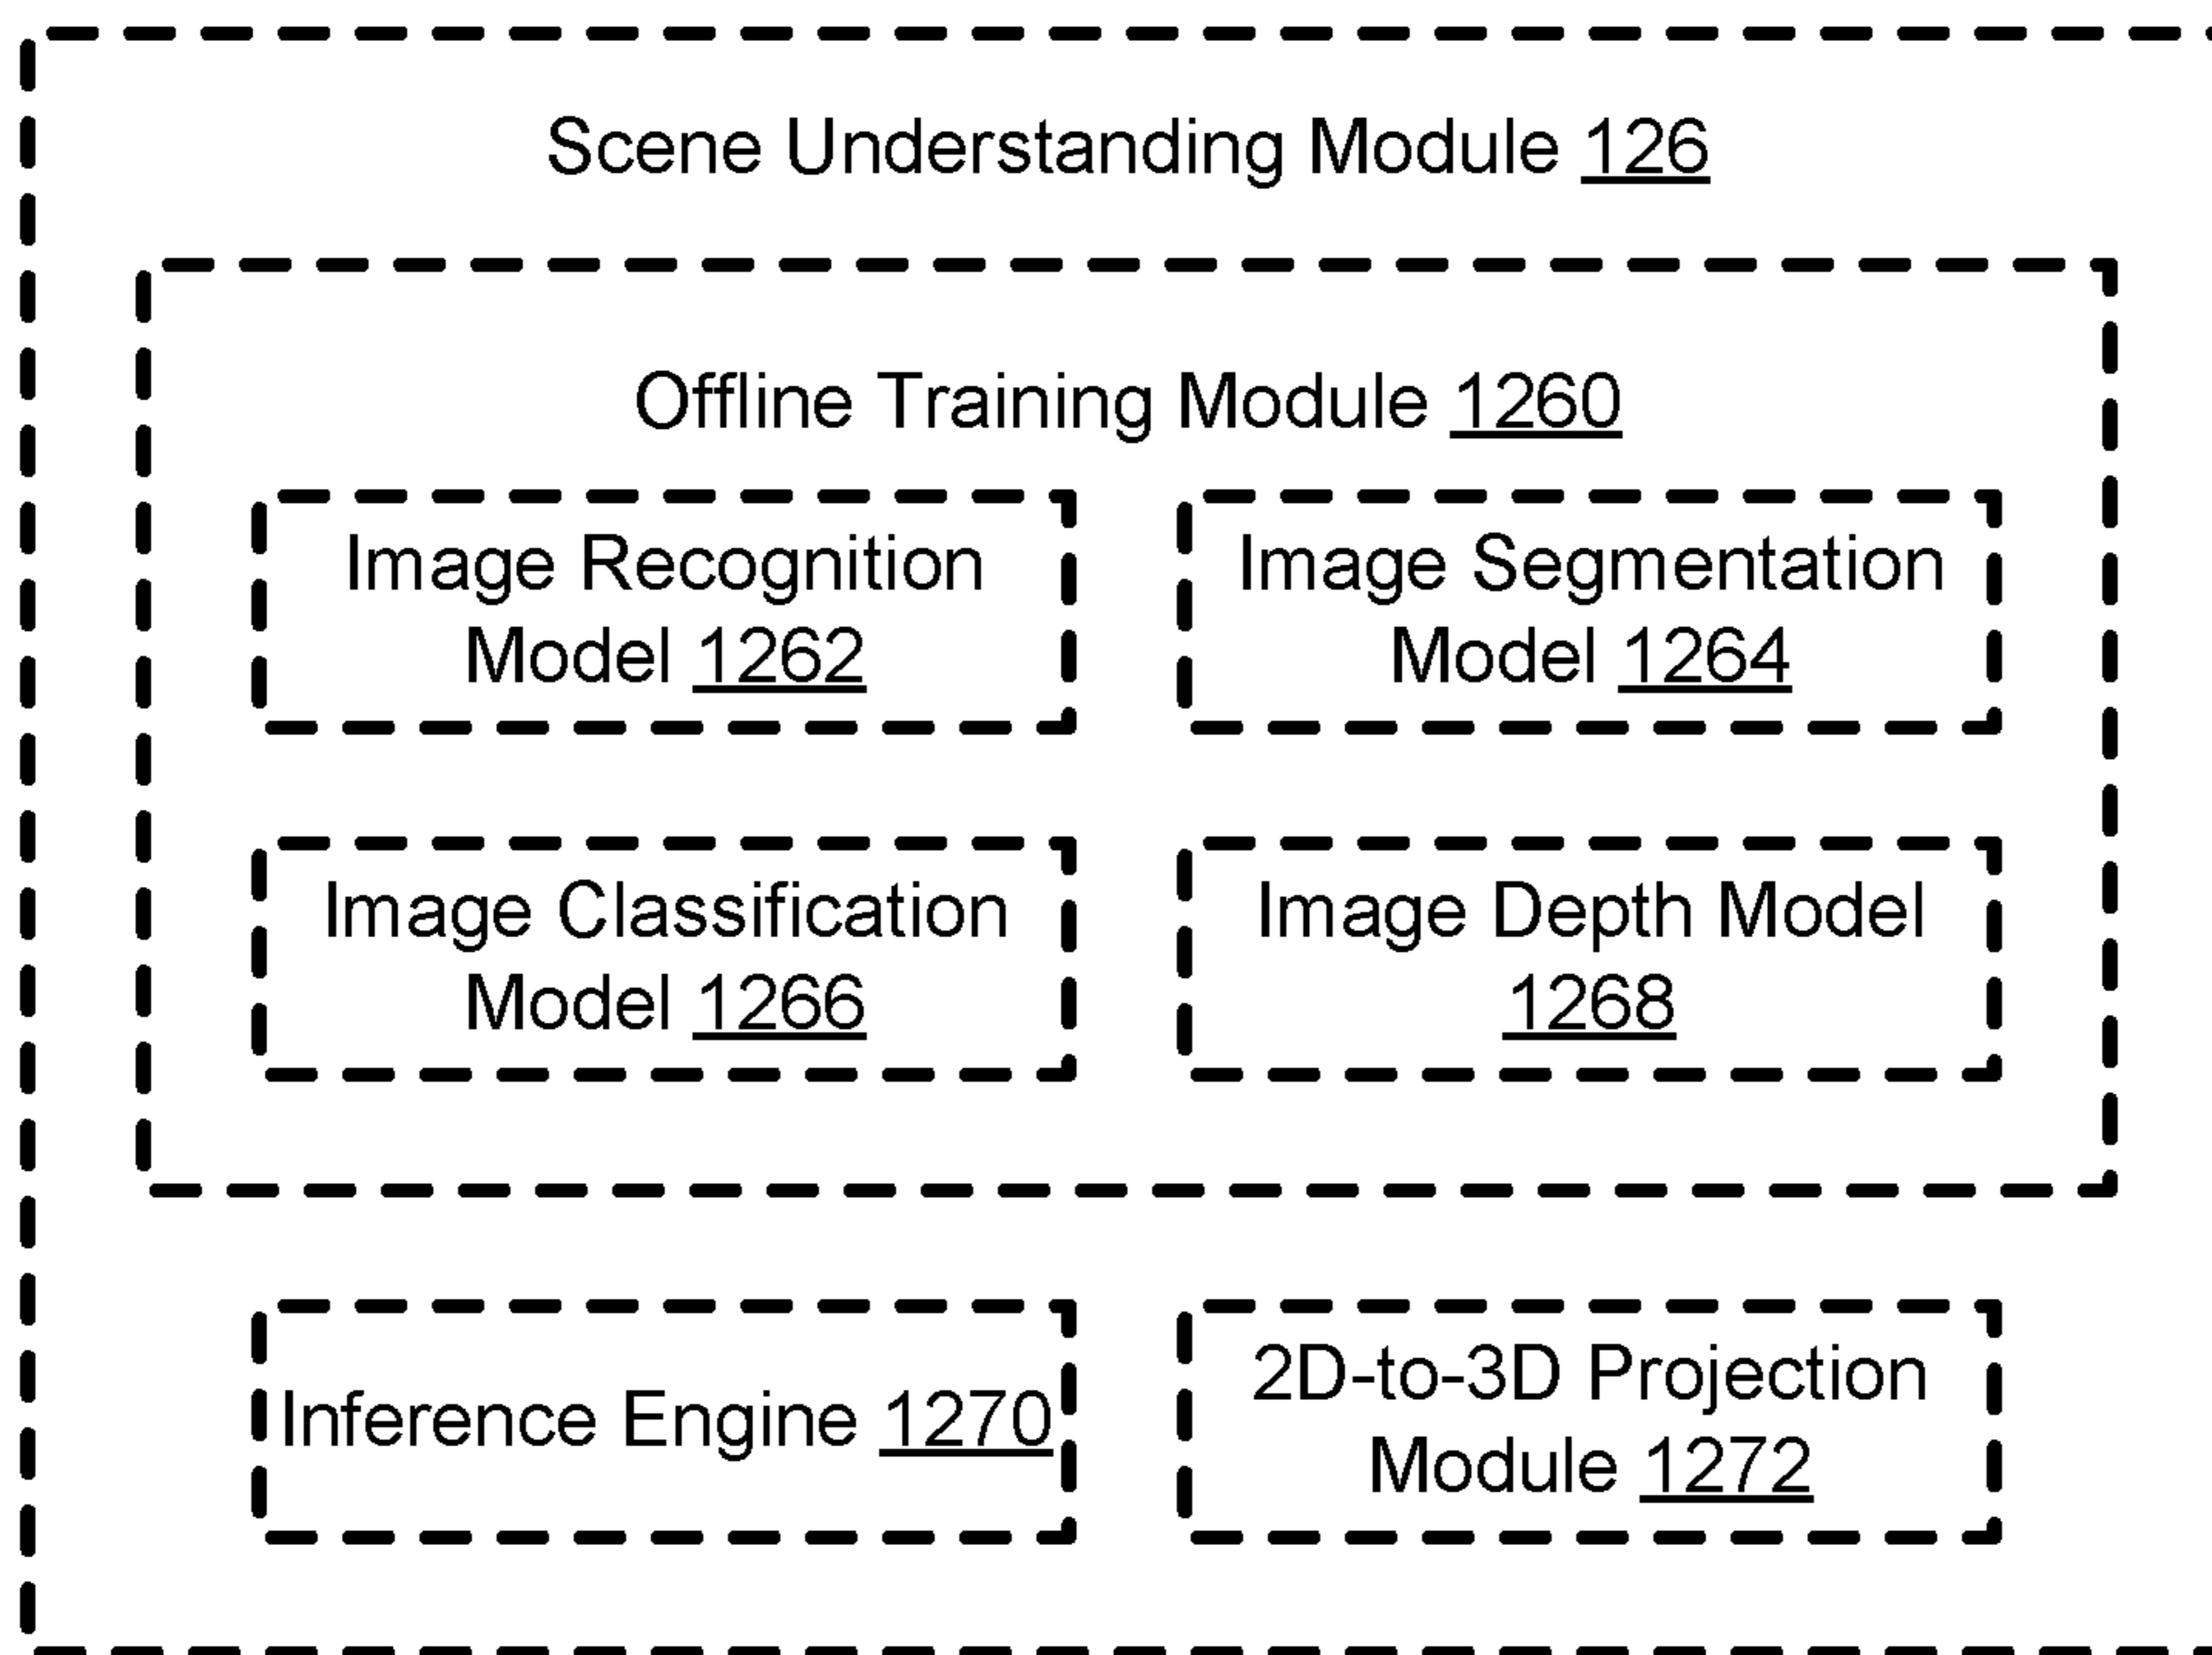 Scene Understanding Module 126
Offline Training Module 1260
Image Recognition
Model 1262
Image Segmentation
Model 1264
Image Classification
Model 1266
Image Depth Model
1268
Inference Engine 1270
2D-to-3D Projection
Module 1272